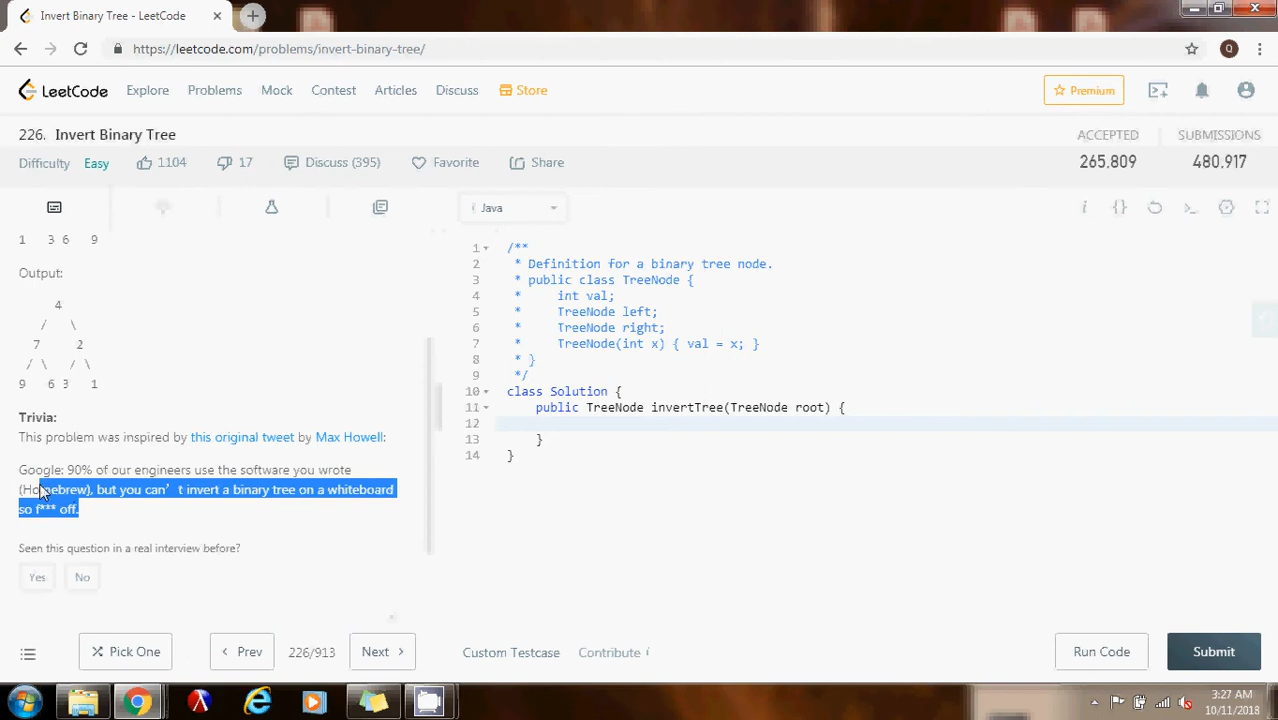 Invert Binary Tree - LeetCode
https://leetcode.com/problems/invert-binary-tree/
Q
LeetCode Explore Problems Mock Contest Articles Discuss Store Premium
226. Invert Binary Tree
ACCEPTED SUBMISSIONS
Difficulty Easy 1104 17 Discuss (395) Favorite Share
265,809 480,917
Java
1 3 6 9
Output:
4
/ \
7 2
/ \ / \
9 6 3 1
Trivia:
This problem was inspired by this original tweet by Max Howell:
Google: 90% of our engineers use the software you wrote
(Homebrew), but you can’t invert a binary tree on a whiteboard
so f*** off.
Seen this question in a real interview before?
Yes No
1 /**
2 * Definition for a binary tree node.
3 * public class TreeNode {
4 * int val;
5 * TreeNode left;
6 * TreeNode right;
7 * TreeNode(int x) { val = x; }
8 * }
9 */
10 class Solution {
11 public TreeNode invertTree(TreeNode root) {
12
13 }
14 }
Pick One Prev 226/913 Next Custom Testcase Contribute i Run Code Submit
3:27 AM
10/11/2018